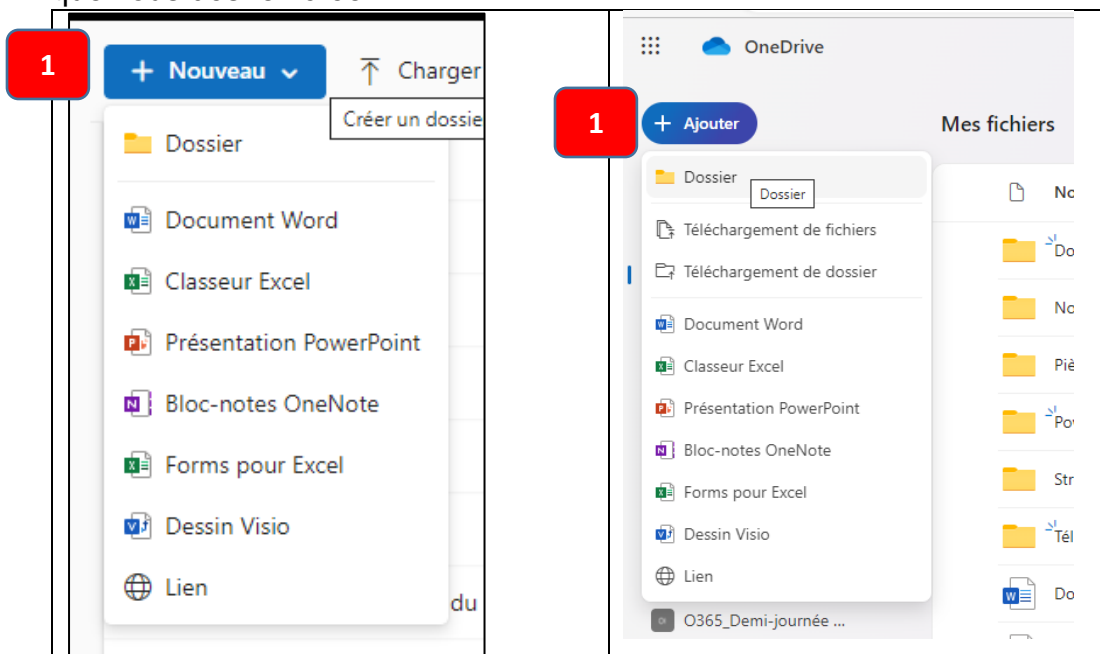 1
+ Nouveau
Charger
Créer un dossie
Dossier
Document Word
Classeur Excel
Présentation PowerPoint
Bloc-notes OneNote
Forms pour Excel
Dessin Visio
Lien
du
OneDrive
1
+ Ajouter
Mes fichiers
Dossier
Dossier
Téléchargement de fichiers
Téléchargement de dossier
Document Word
Classeur Excel
Présentation PowerPoint
Bloc-notes OneNote
Forms pour Excel
Dessin Visio
Lien
O365_Demi-journée ...
No
Do
No
Piè
Pov
Str
Tél
Do